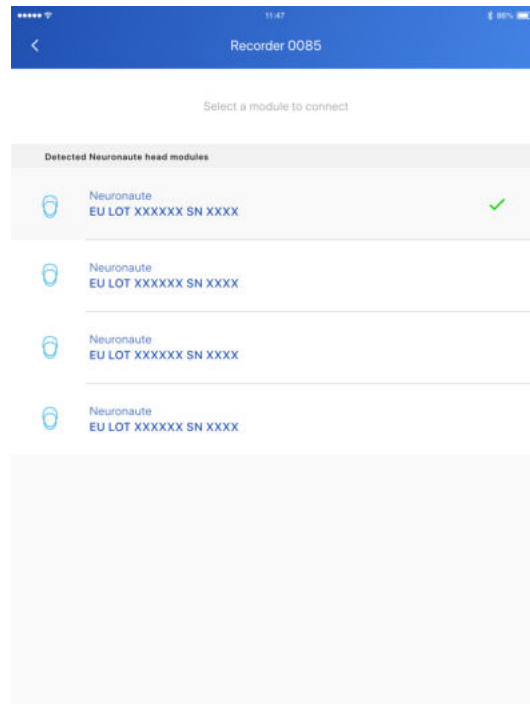 11:47
86%
Recorder 0085
Select a module to connect
Detected Neuronaute head modules
Neuronaute
EU LOT XXXXXX SN XXXX
Neuronaute
EU LOT XXXXXX SN XXXX
Neuronaute
EU LOT XXXXXX SN XXXX
Neuronaute
EU LOT XXXXXX SN XXXX